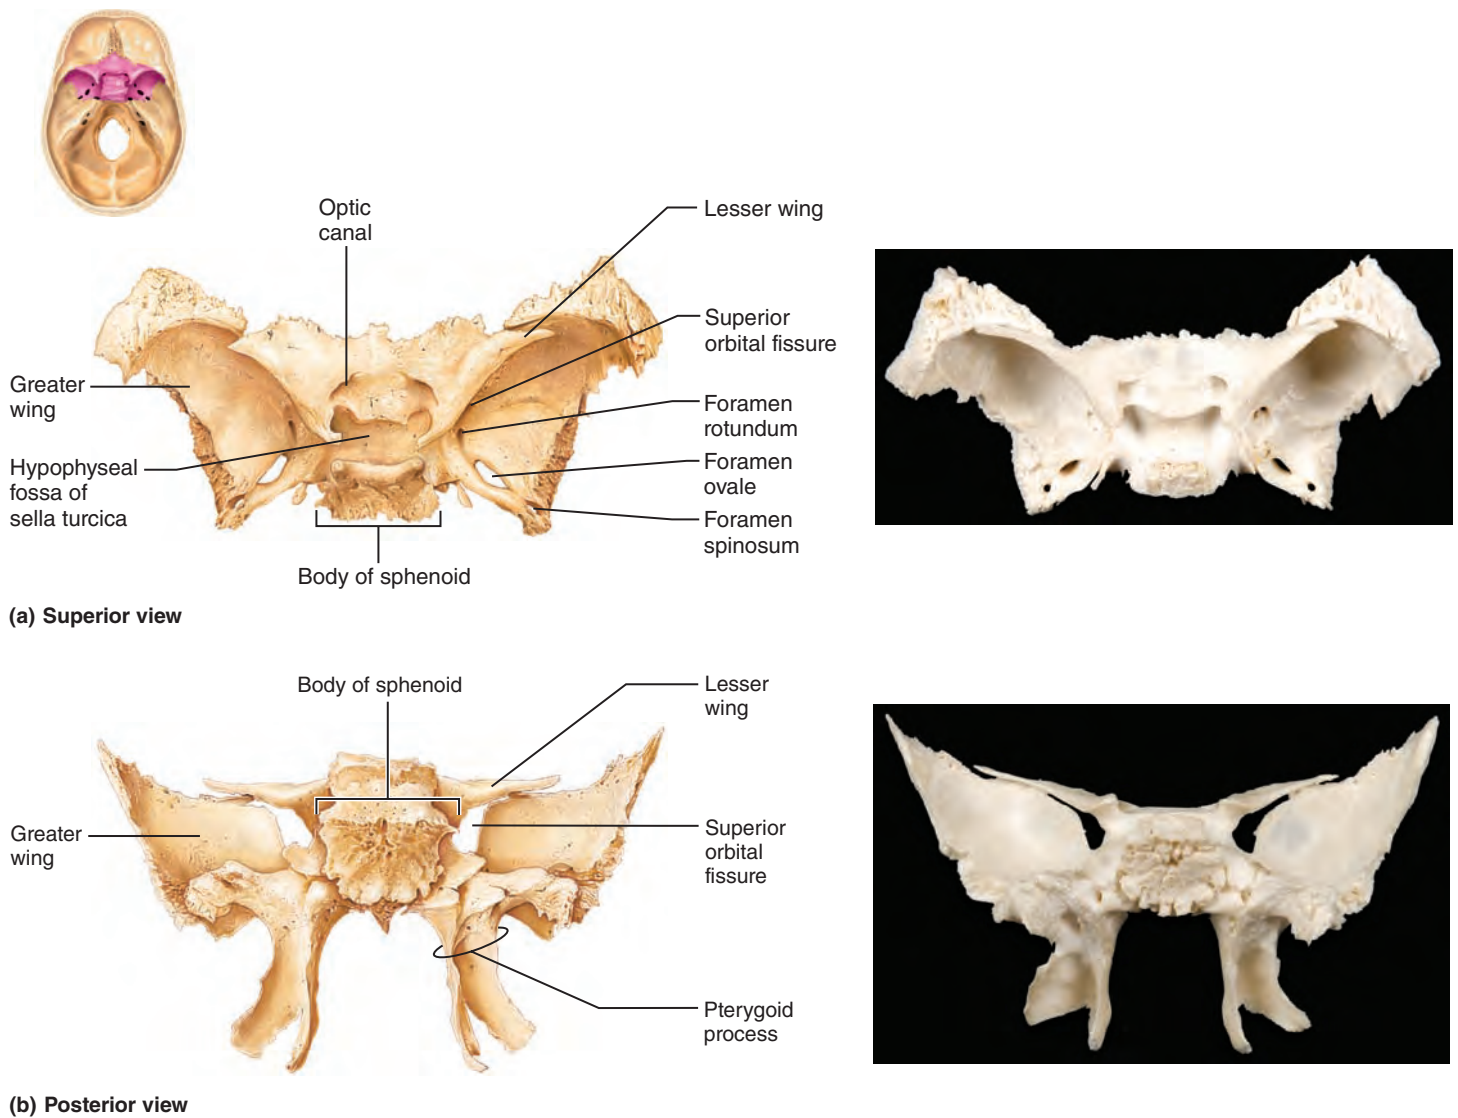 Optic
canal
Lesser wing
Superior
orbital fissure
Greater
wing
Foramen
rotundum
Hypophyseal
fossa of
sella turcica
Foramen
ovale
Foramen
spinosum
Body of sphenoid
(a) Superior view
Body of sphenoid
Lesser
wing
Greater
wing
Superior
orbital
fissure
Pterygoid
process
(b) Posterior view